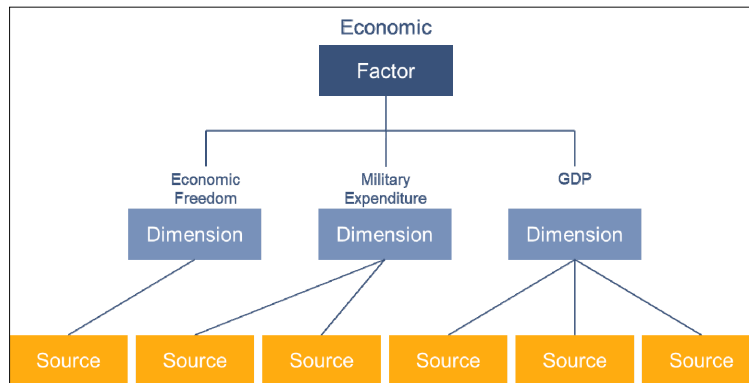 Economic
Factor
Economic
Freedom
Military
Expenditure
GDP
Dimension
Dimension
Dimension
Source
Source
Source
Source
Source
Source